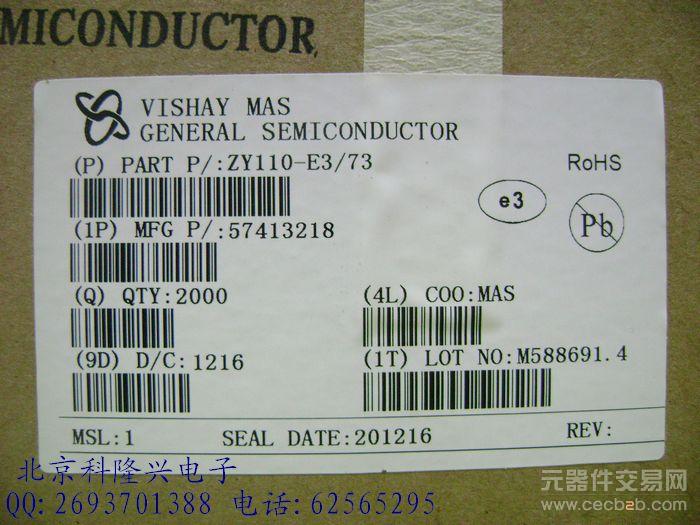 MICONDUCTOR
VISHAY MAS
GENERAL SEMICONDUCTOR
(P) PART P/:ZY110-E3/73
RoHS
(1P) MFG P/:57413218
e3
Pb
(Q) QTY:2000
(4L) COO:MAS
(9D) D/C:1216
(1T) LOT NO:M588691.4
MSL:1 SEAL DATE:201216 REV:
北京科隆兴电子
QQ:2693701388 电话:62565295
元器件交易网
www.cecb2b.com